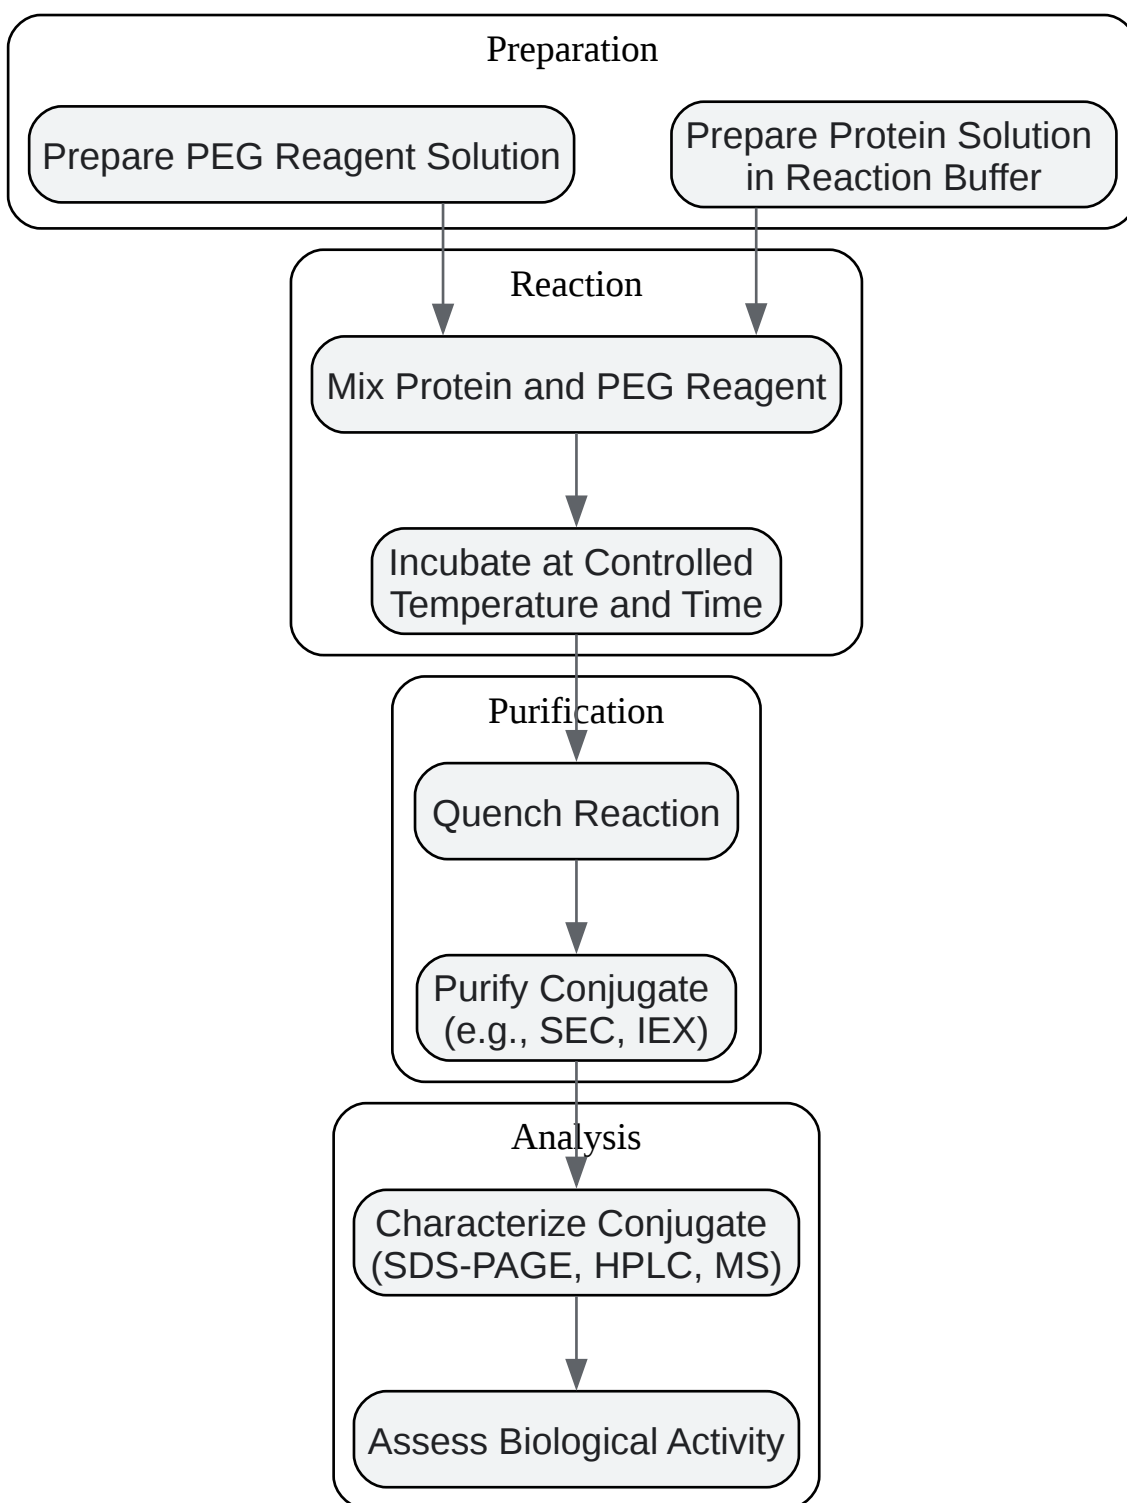 Preparation
Prepare PEG Reagent Solution
Prepare Protein Solution
in Reaction Buffer
Reaction
Mix Protein and PEG Reagent
Incubate at Controlled
Temperature and Time
Purification
Quench Reaction
Purify Conjugate
(e.g., SEC, IEX)
Analysis
Characterize Conjugate
(SDS-PAGE, HPLC, MS)
Assess Biological Activity